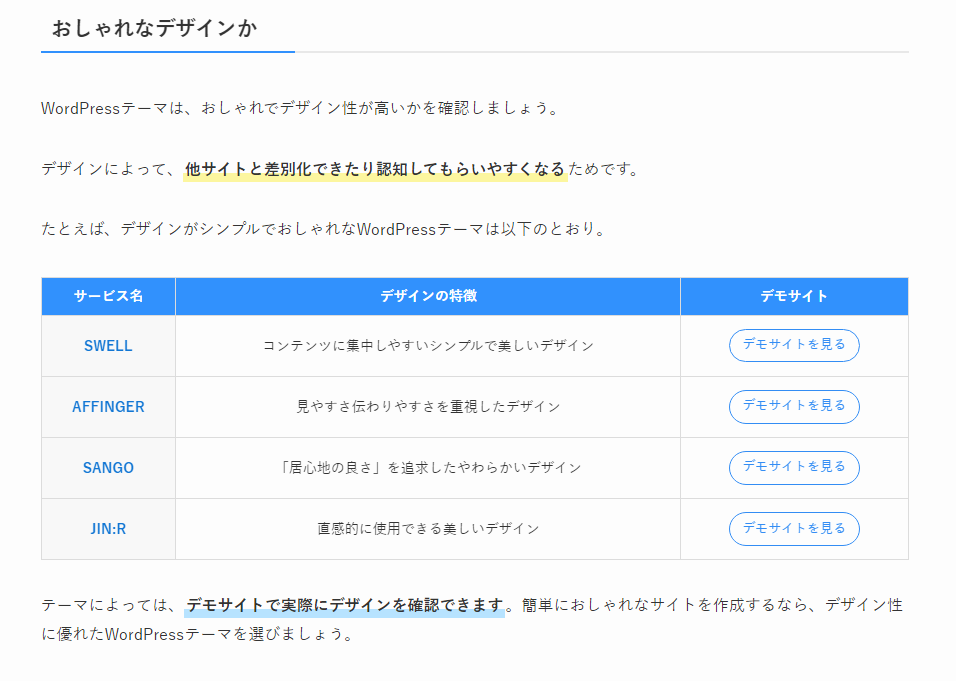 おしゃれなデザインか
WordPressテーマは、おしゃれでデザイン性が高いかを確認しましょう。
デザインによって、他サイトと差別化できたり認知してもらいやすくなるためです。
たとえば、デザインがシンプルでおしゃれなWordPressテーマは以下のとおり。
サービス名 デザインの特徴 デモサイト
SWELL コンテンツに集中しやすいシンプルで美しいデザイン デモサイトを見る
AFFINGER 見やすさ伝わりやすさを重視したデザイン デモサイトを見る
SANGO 「居心地の良さ」を追求したやわらかいデザイン デモサイトを見る
JIN:R 直感的に使用できる美しいデザイン デモサイトを見る
テーマによっては、デモサイトで実際にデザインを確認できます。簡単におしゃれなサイトを作成するなら、デザイン性
に優れたWordPressテーマを選びましょう。